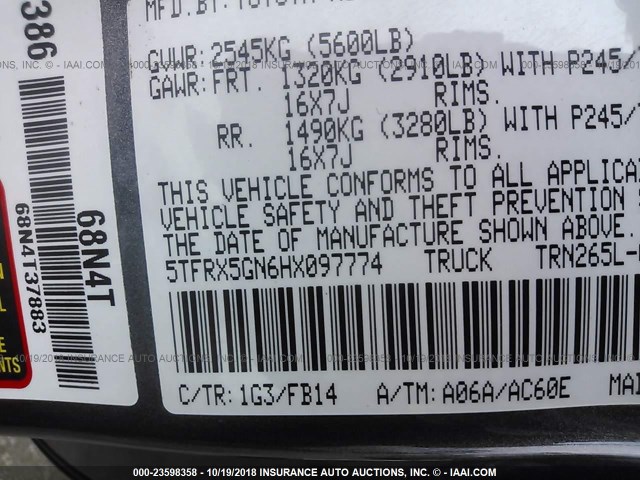 MFD.BY:
GVWR: 2545KG (5600LB)
GAWR: FRT. 1320KG (2910LB) WITH P245/
16X7J RIMS.
RR. 1490KG (3280LB) WITH P245/
16X7J RIMS.
THIS VEHICLE CONFORMS TO ALL
VEHICLE SAFETY AND THEFT PREVENTION
THE DATE OF MANUFACTURE SHOWN ABOVE.
5TFRX5GN6HX097774 TRUCK TRN265L-
C/TR: 1G3/FB14 A/TM: A06A/AC60E
386
68N4T
68N4T37883
000-23598358 - 10/19/2018 INSURANCE AUTO AUCTIONS, INC. © - IAAI.COM